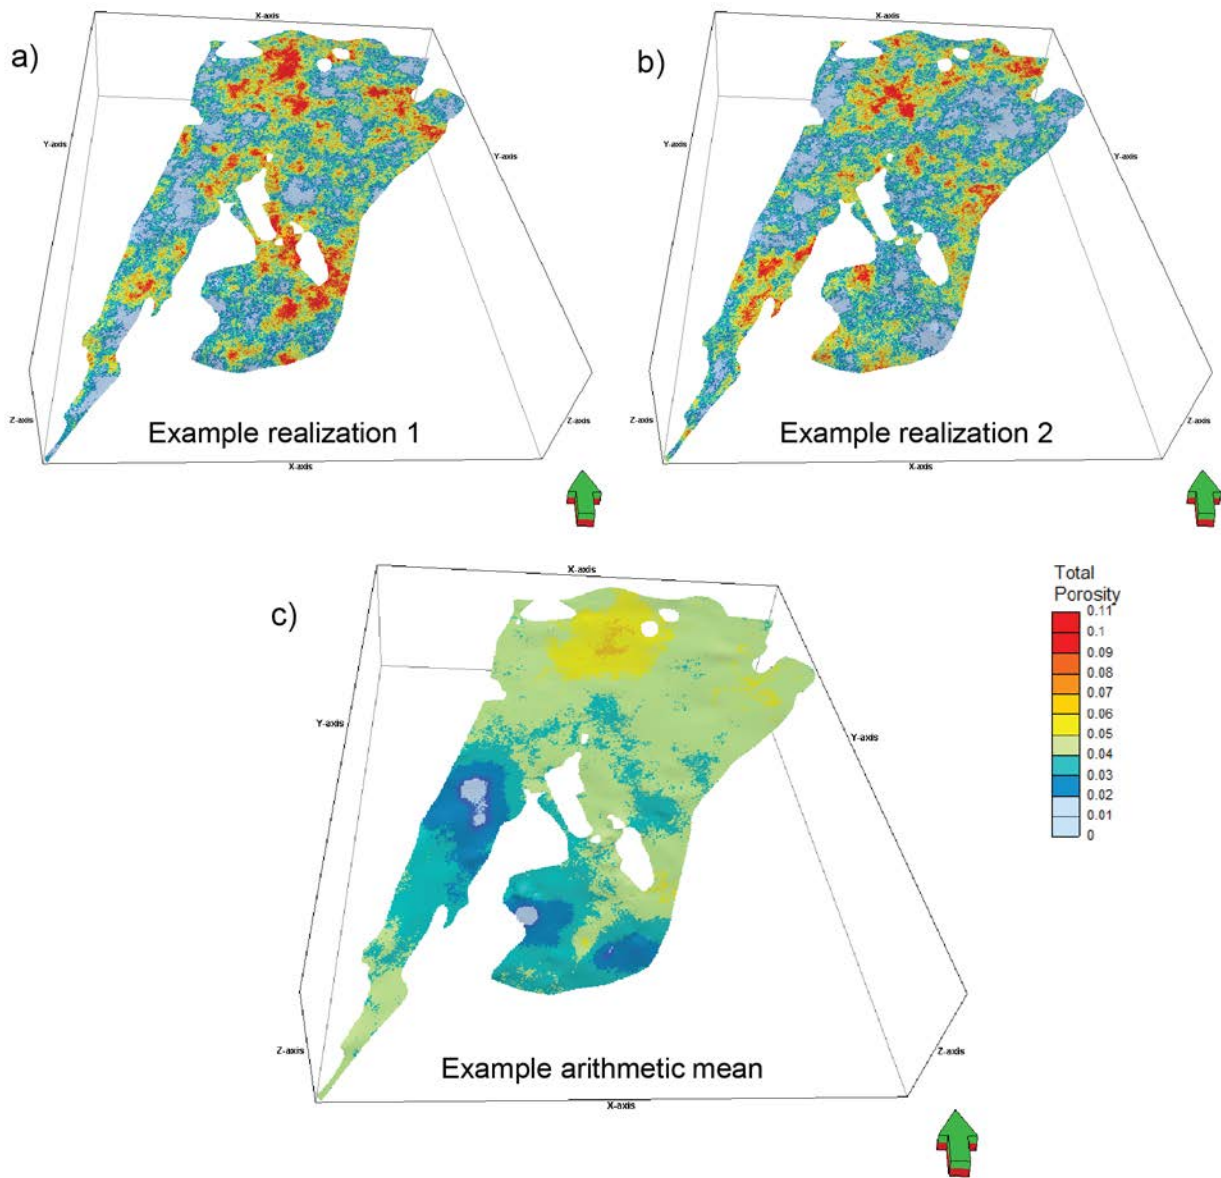 X-axis
X-axis
a)
b)
Y-axis
Y-axis
Y-axis
Y-axis
Z-axis
Z-axis
Z-axis
Z-axis
Example realization 1
Example realization 2
X-axis
X-axis
X-axis
c)
Total
Porosity
0.11
0.1
0.09
0.08
0.07
0.06
0.05
0.04
0.03
0.02
0.01
0
Y-axis
Y-axis
Z-axis
Z-axis
Example arithmetic mean
X-axis